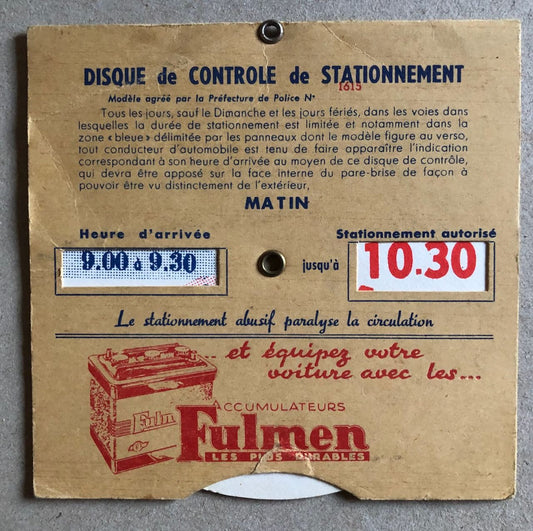 DISQUE de CONTROLE de STATIONNEMENT
Modèle agréé par la Préfecture de Police N° 1615
Tous les jours, sauf le Dimanche et les jours fériés, dans les voies dans
lesquelles la durée de stationnement est limitée et notamment dans la
zone «bleue» délimitée par les panneaux dont le modèle figure au verso,
tout conducteur d'automobile est tenu de faire apparaître l'indication
correspondant à son heure d'arrivée au moyen de ce disque de contrôle,
qui devra être apposé sur la face interne du pare-brise de façon à
pouvoir être vu distinctement de l'extérieur.
MATIN
Heure d'arrivée
Stationnement autorisé
9.00 à 9.30
jusqu'à
10.30
Le stationnement abusif paralyse la circulation
... et équipez votre
voiture avec les...
ACCUMULATEURS
Fulmen
LES PLUS DURABLES
Fulm